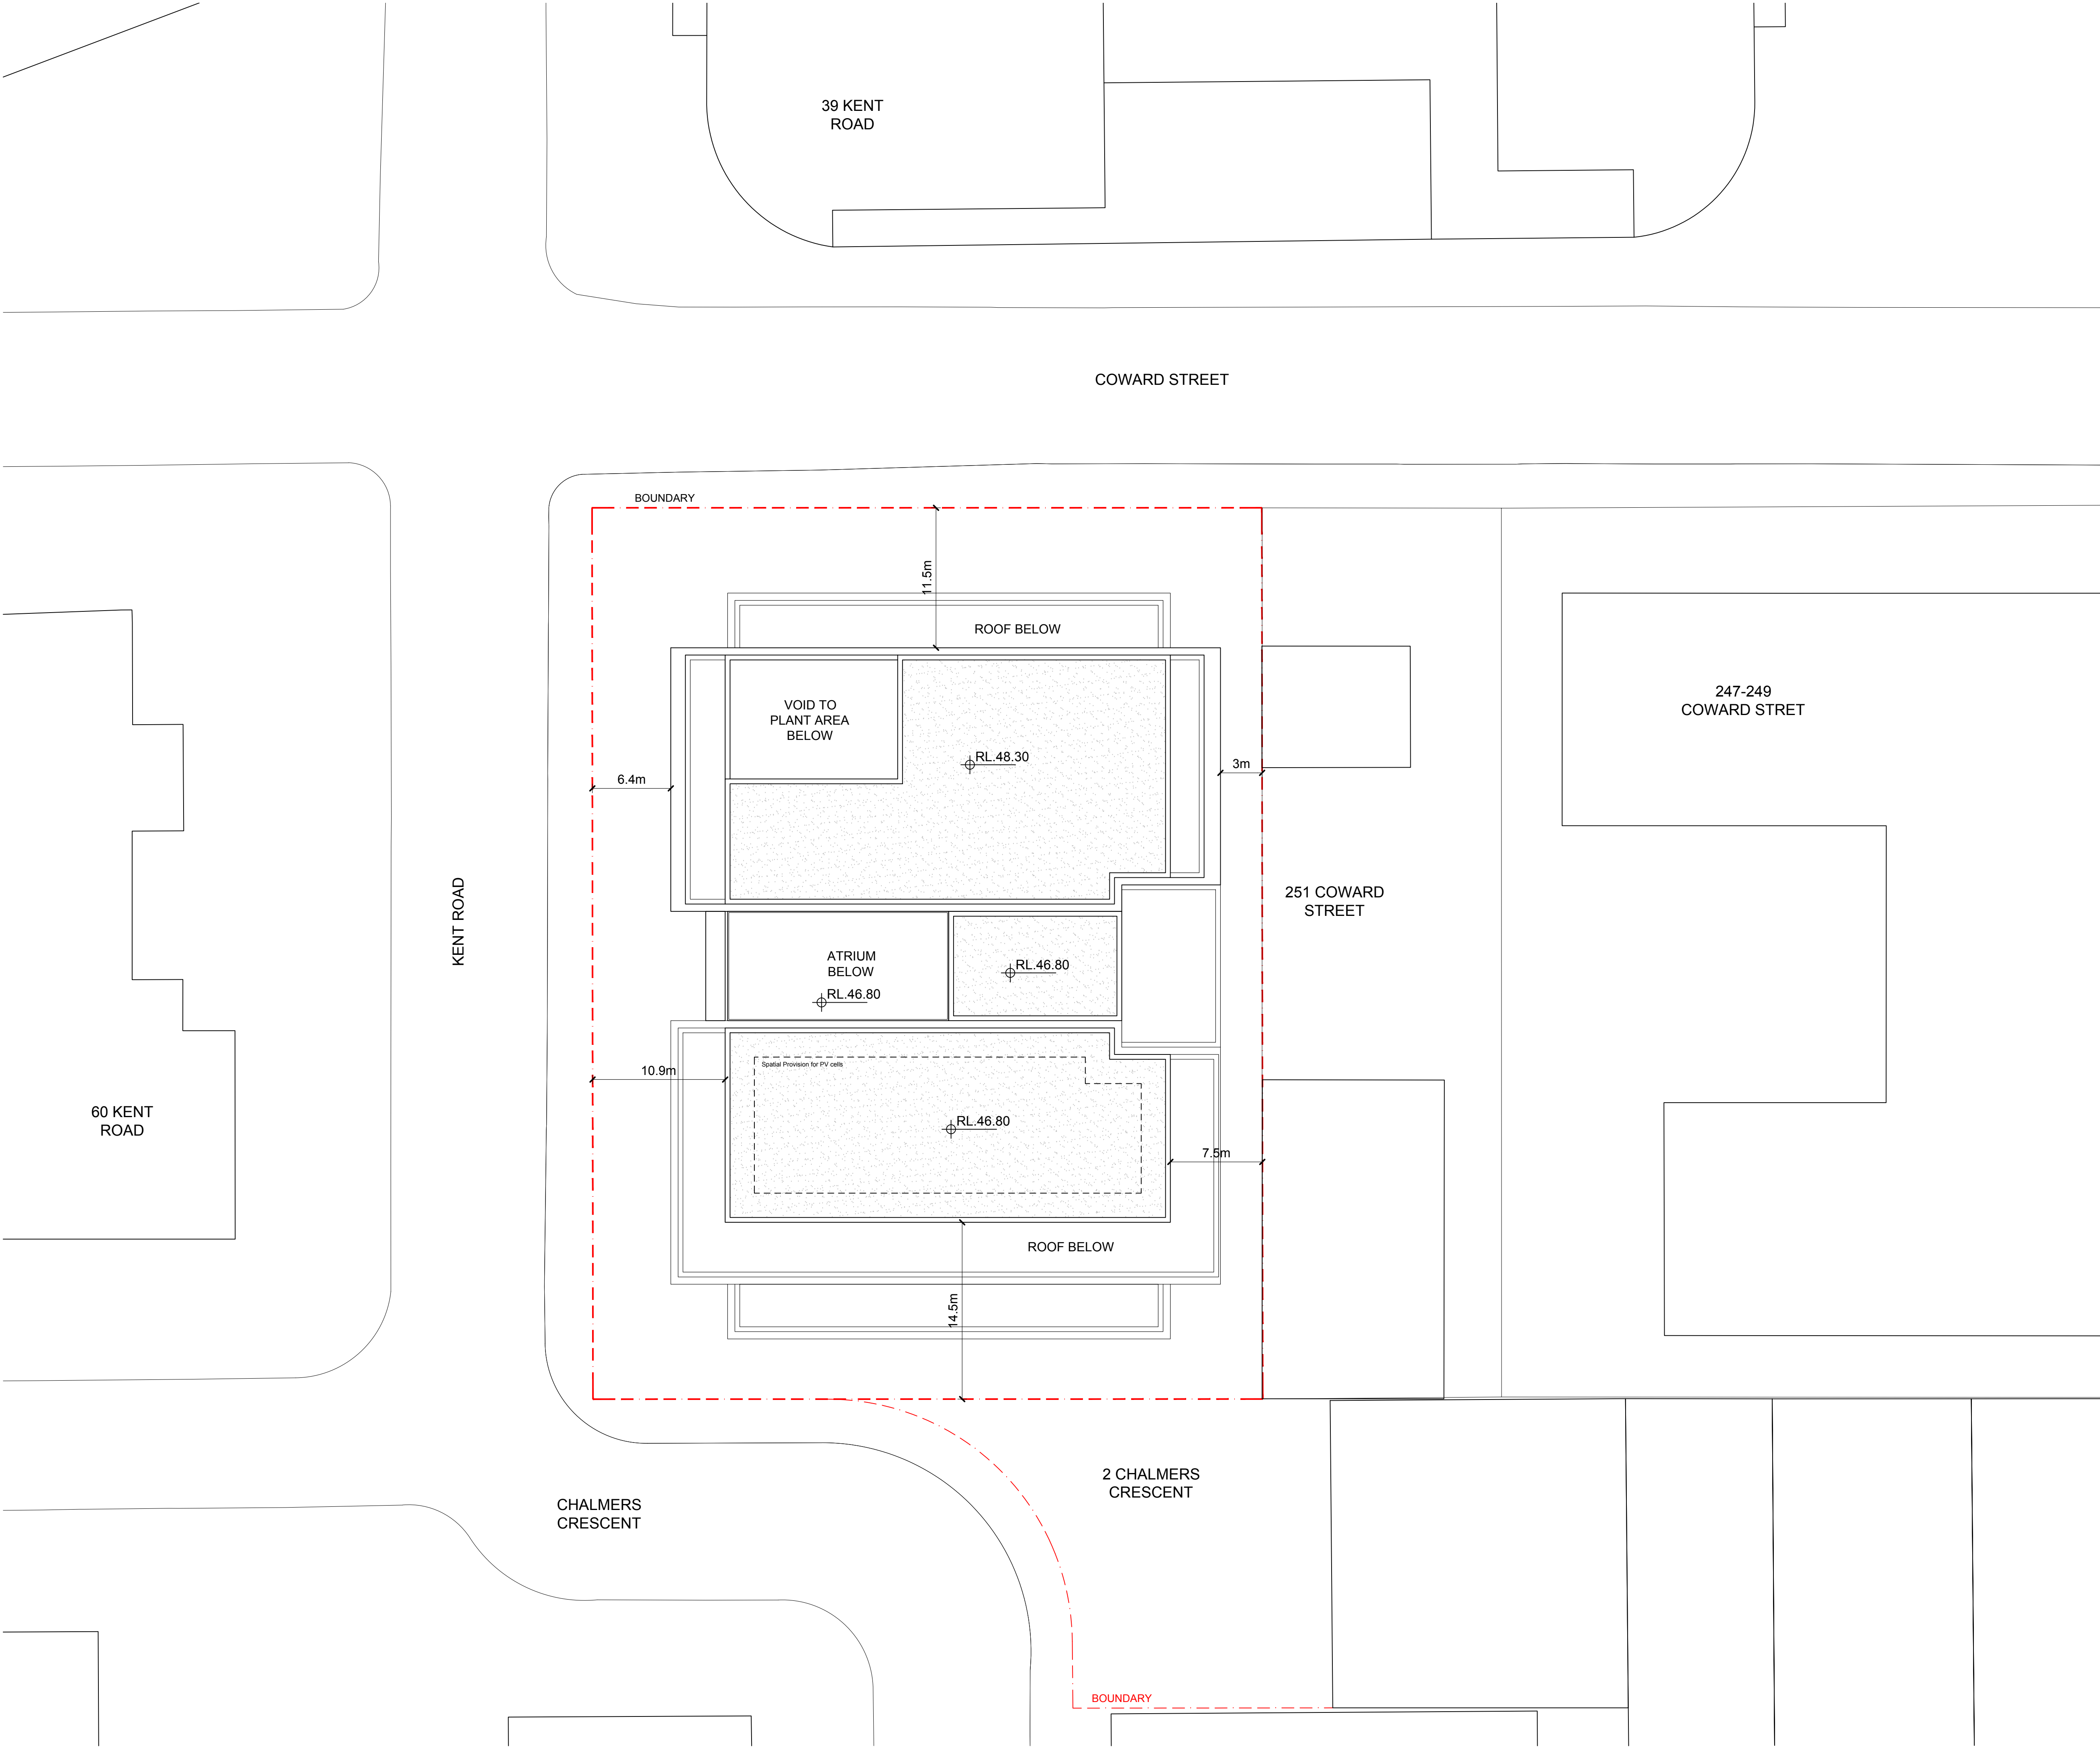 39 KENT
ROAD
COWARD STREET
BOUNDARY
11.5m
ROOF BELOW
VOID TO
PLANT AREA
BELOW
247-249
COWARD STRET
RL.48.30
6.4m
3m
KENT ROAD
251 COWARD
STREET
ATRIUM
BELOW
RL.46.80
RL.46.80
10.9m
Spatial Provision for PV cells
60 KENT
ROAD
RL.46.80
7.5m
ROOF BELOW
14.5m
2 CHALMERS
CRESCENT
CHALMERS
CRESCENT
BOUNDARY